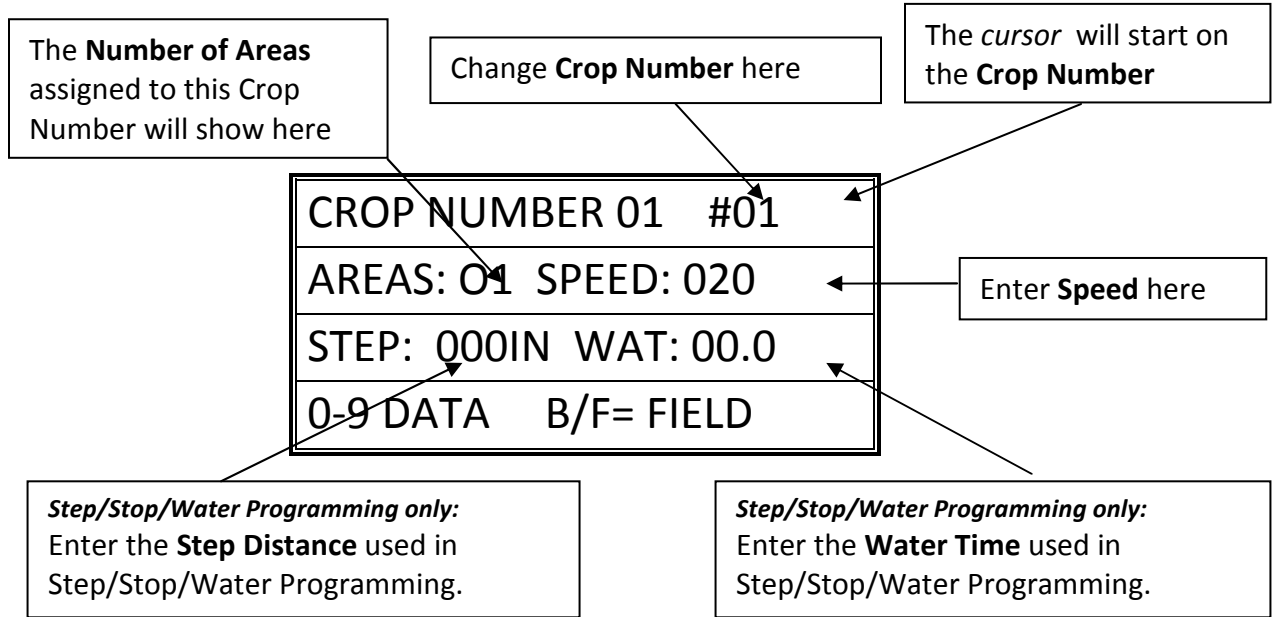 The Number of Areas
assigned to this Crop
Number will show here
Change Crop Number here
The cursor will start on
the Crop Number
CROP NUMBER 01 #01
AREAS: O1 SPEED: 020
Enter Speed here
STEP: 000IN WAT: 00.0
0-9 DATA B/F= FIELD
Step/Stop/Water Programming only:
Enter the Step Distance used in
Step/Stop/Water Programming.
Step/Stop/Water Programming only:
Enter the Water Time used in
Step/Stop/Water Programming.